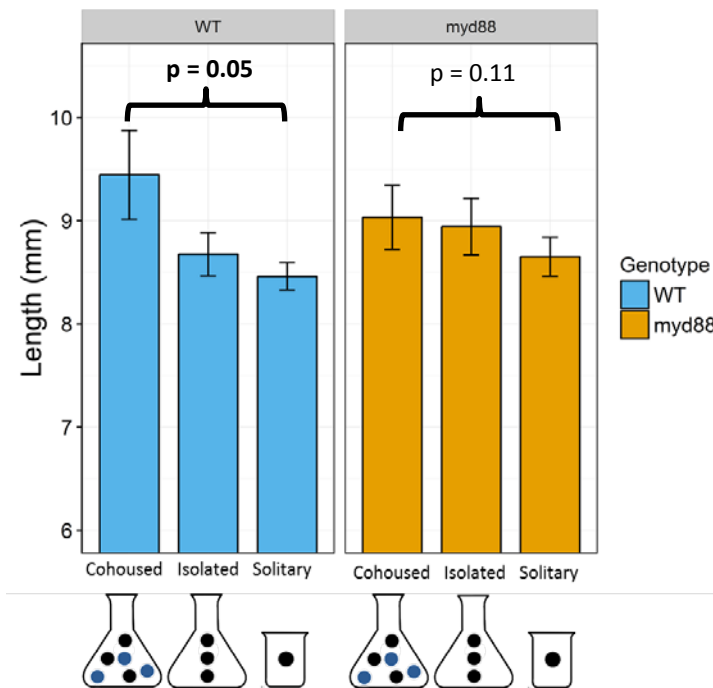 WT
myd88
p = 0.05
p = 0.11
Length (mm)
10
9
8
7
6
Cohoused Isolated Solitary
Cohoused Isolated Solitary
Genotype
WT
myd88